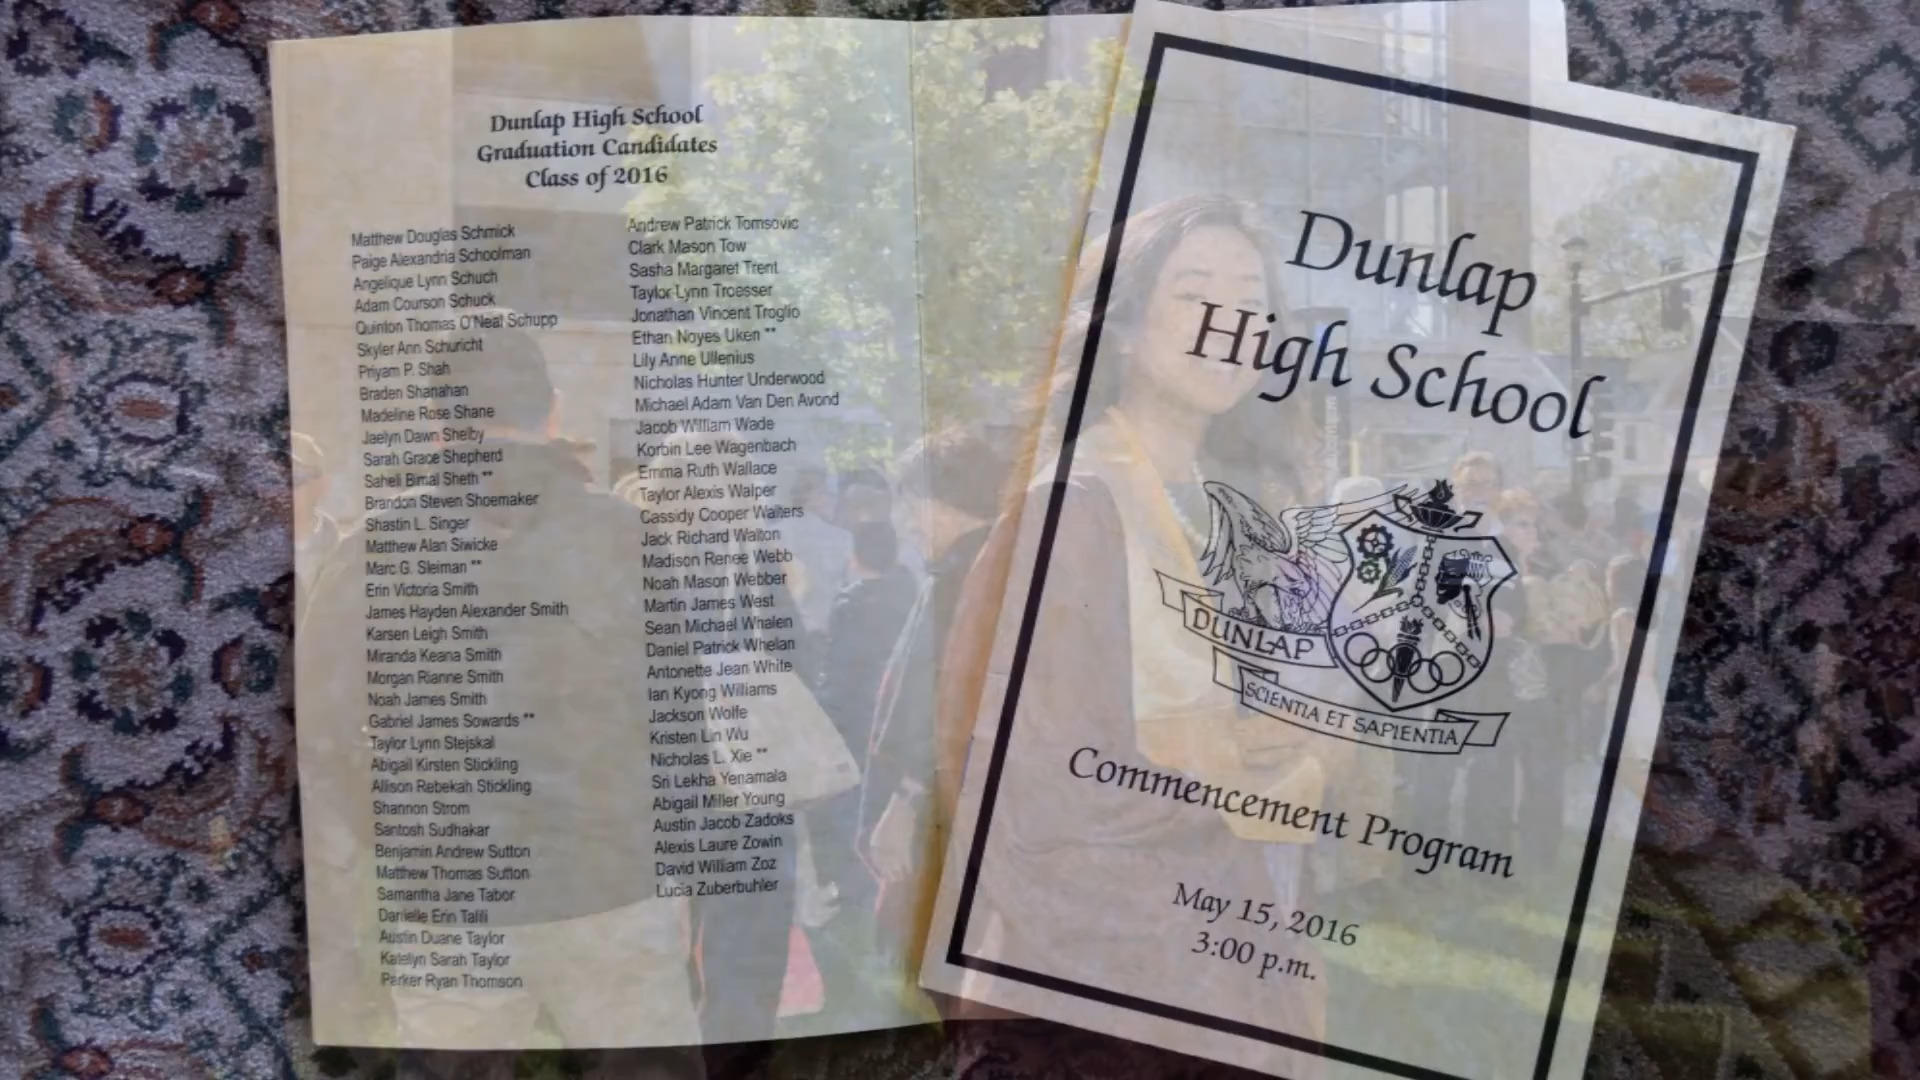 Dunlap High School
Graduation Candidates
Class of 2016
Matthew Douglas Schmick
Paige Alexandria Schoolman
Angelique Lynn Schuch
Adam Courson Schuck
Quinton Thomas O'Neal Schupp
Skyler Ann Schuricht
Priyam P. Shah
Braden Shanahan
Madeline Rose Shane
Jaelyn Dawn Shelby
Sarah Grace Shepherd
Saheli Bimal Sheth **
Brandon Steven Shoemaker
Shastin L. Singer
Matthew Alan Siwicke
Marc G. Sleiman **
Erin Victoria Smith
James Hayden Alexander Smith
Karsen Leigh Smith
Miranda Keana Smith
Morgan Rianne Smith
Noah James Smith
Gabriel James Sowards **
Taylor Lynn Stejskal
Abigail Kirsten Stickling
Allison Rebekah Stickling
Shannon Strom
Santosh Sudhakar
Benjamin Andrew Sutton
Matthew Thomas Sutton
Samantha Jane Tabor
Danielle Erin Talili
Austin Duane Taylor
Katelyn Sarah Taylor
Parker Ryan Thomson
Andrew Patrick Tomsovic
Clark Mason Tow
Sasha Margaret Trent
Taylor Lynn Troesser
Jonathan Vincent Troglio
Ethan Noyes Uken **
Lily Anne Ullenius
Nicholas Hunter Underwood
Michael Adam Van Den Avond
Jacob William Wade
Korbin Lee Wagenbach
Emma Ruth Wallace
Taylor Alexis Walper
Cassidy Cooper Walters
Jack Richard Walton
Madison Renee Webb
Noah Mason Webber
Martin James West
Sean Michael Whalen
Daniel Patrick Whelan
Antonette Jean White
Ian Kyong Williams
Jackson Wolfe
Kristen Lin Wu
Nicholas L. Xie **
Sri Lekha Yenamala
Abigail Miller Young
Austin Jacob Zadoks
Alexis Laure Zowin
David William Zoz
Lucia Zuberbuhler
Dunlap
High School
DUNLAP
SCIENTIA ET SAPIENTIA
Commencement Program
May 15, 2016
3:00 p.m.